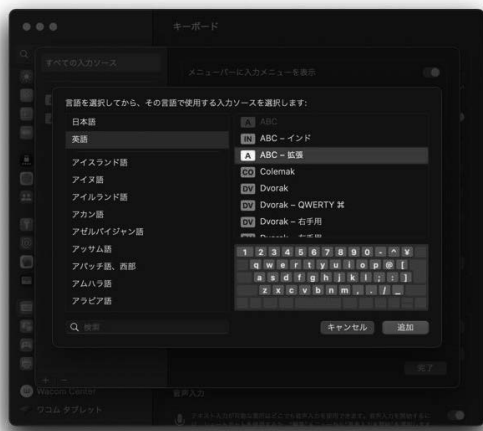 キーボード
すべての入力ソース
メニューバーに入力メニューを表示
言語を選択してから、その言語で使用する入力ソースを選択します:
日本語
英語
アイスランド語
アイヌ語
アイルランド語
アカン語
アゼルバイジャン語
アッサム語
アパッチ語、西部
アムハラ語
アラビア語
検索
A ABC
IN ABC – インド
A ABC – 拡張
CO Colemak
DV Dvorak
DV Dvorak – QWERTY ⌘
DV Dvorak – 右手用
1 2 3 4 5 6 7 8 9 0 - ^ ¥
q w e r t y u i o p @ [
a s d f g h j k l ; : ]
z x c v b n m , . / _
キャンセル
追加
完了
+ −
Wacom Center
ワコム タブレット
音声入力